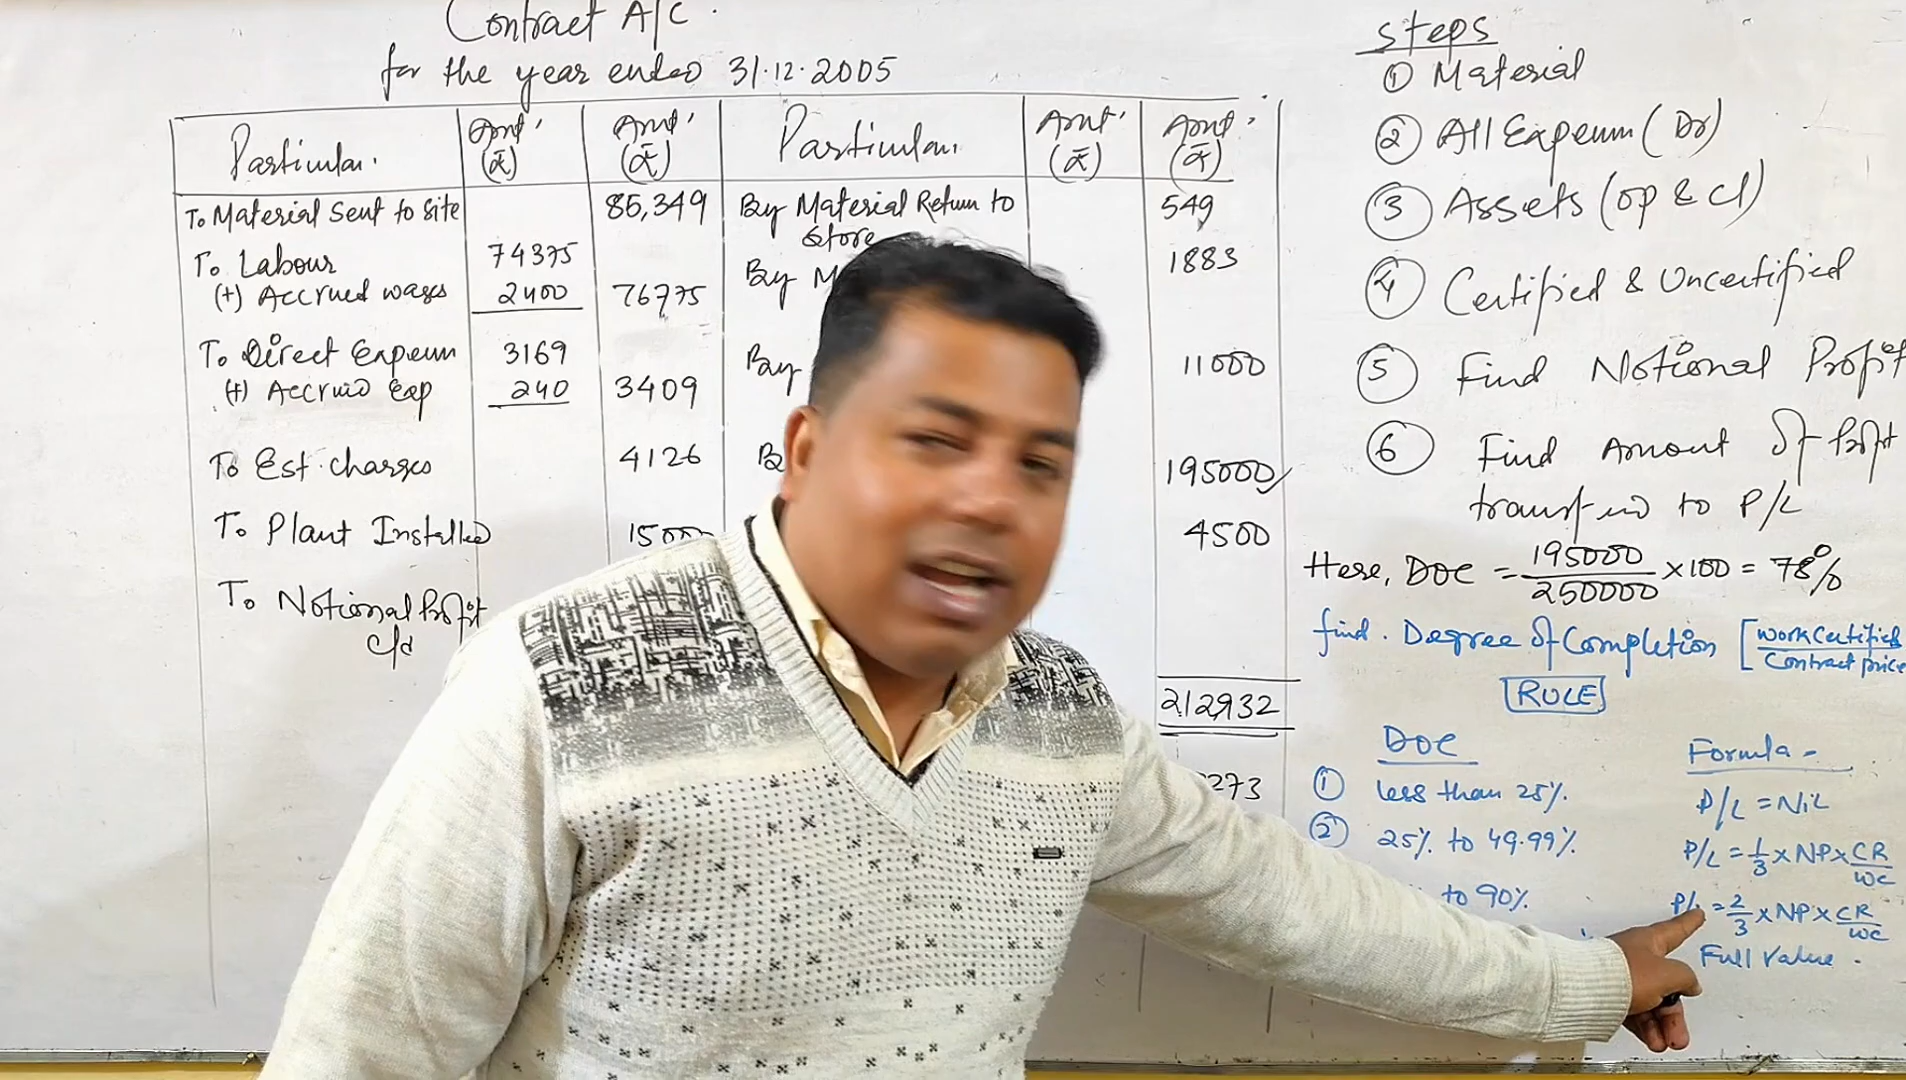 Contract A/C.
for the year ended 31.12.2005
Particular. Amt. (₹) Amt. (₹) Particular. Amt. (₹) Amt. (₹)
To Material Sent to site 85,349 By Material Return to 549
store
To Labour 74375 By M 1883
(+) Accrued wages 2400 76775
To Direct Expenses 3169 By 11000
(+) Accrued Exp 240 3409
To Est. charges 4126 195000
To Plant Installed 4500
To Notional Profit
c/d
212932
273
Steps
① Material
② All Expenses (Dr)
③ Assets (op & cl)
④ Certified & Uncertified
⑤ Find Notional Profit
⑥ Find Amount Of Profit
transferred to P/L
Here, DOC = 195000/250000 × 100 = 78%
find. Degree of Completion [Work Certified/Contract price
RULE
DOC Formula -
① less than 25%. P/L = Nil
② 25% to 49.99%. P/L = 1/3 × NP × CR/WC
to 90%. P/L = 2/3 × NP × CR/WC
Full Value.